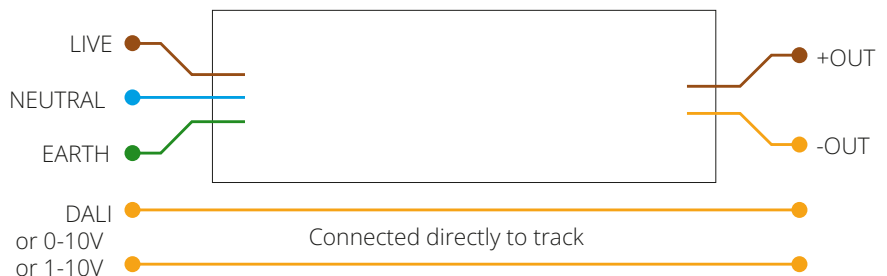 LIVE
NEUTRAL
EARTH
+OUT
-OUT
DALI
or 0-10V
or 1-10V
Connected directly to track